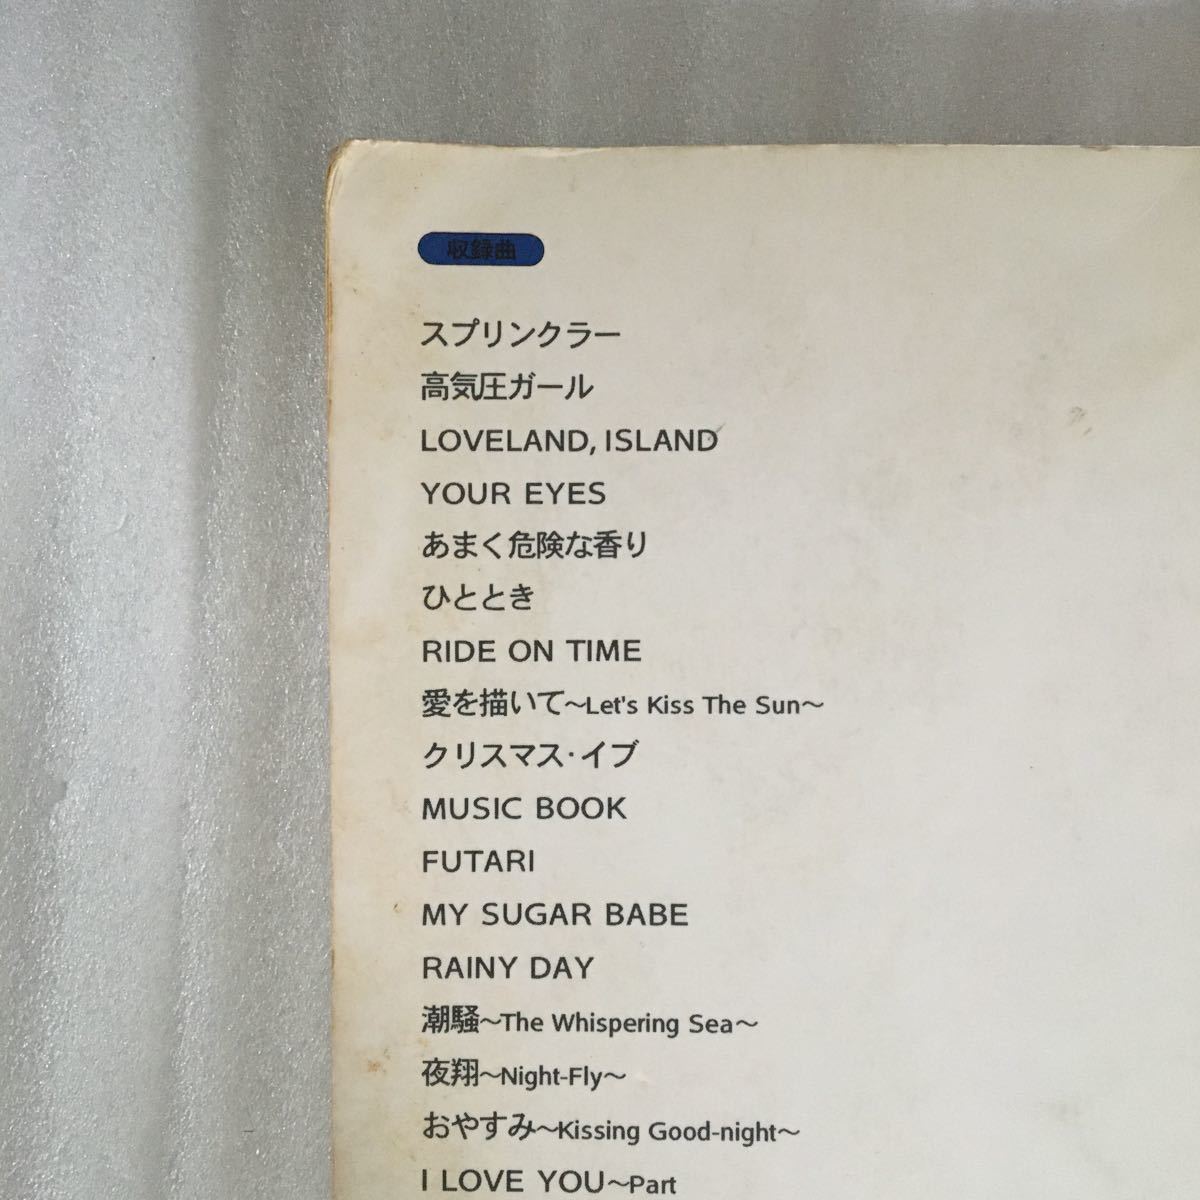 収録曲
スプリンクラー
高気圧ガール
LOVELAND, ISLAND
YOUR EYES
あまく危険な香り
ひととき
RIDE ON TIME
愛を描いて～Let's Kiss The Sun～
クリスマス・イブ
MUSIC BOOK
FUTARI
MY SUGAR BABE
RAINY DAY
潮騒～The Whispering Sea～
夜翔～Night-Fly～
おやすみ～Kissing Good-night～
I LOVE YOU～Part